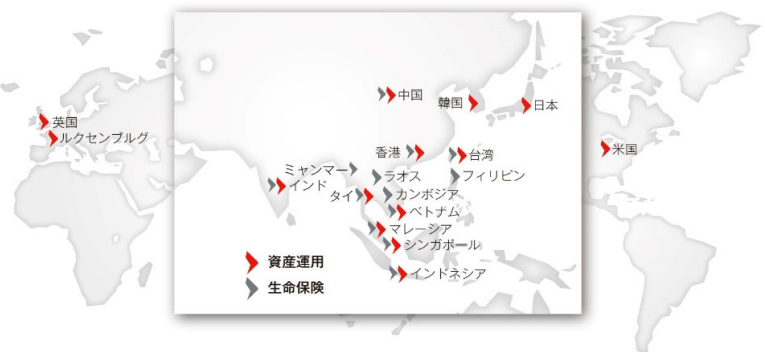 英国
ルクセンブルグ
中国
韓国
日本
香港
台湾
ミャンマー
ラオス
フィリピン
インド
タイ
カンボジア
ベトナム
マレーシア
シンガポール
インドネシア
資産運用
生命保険
米国